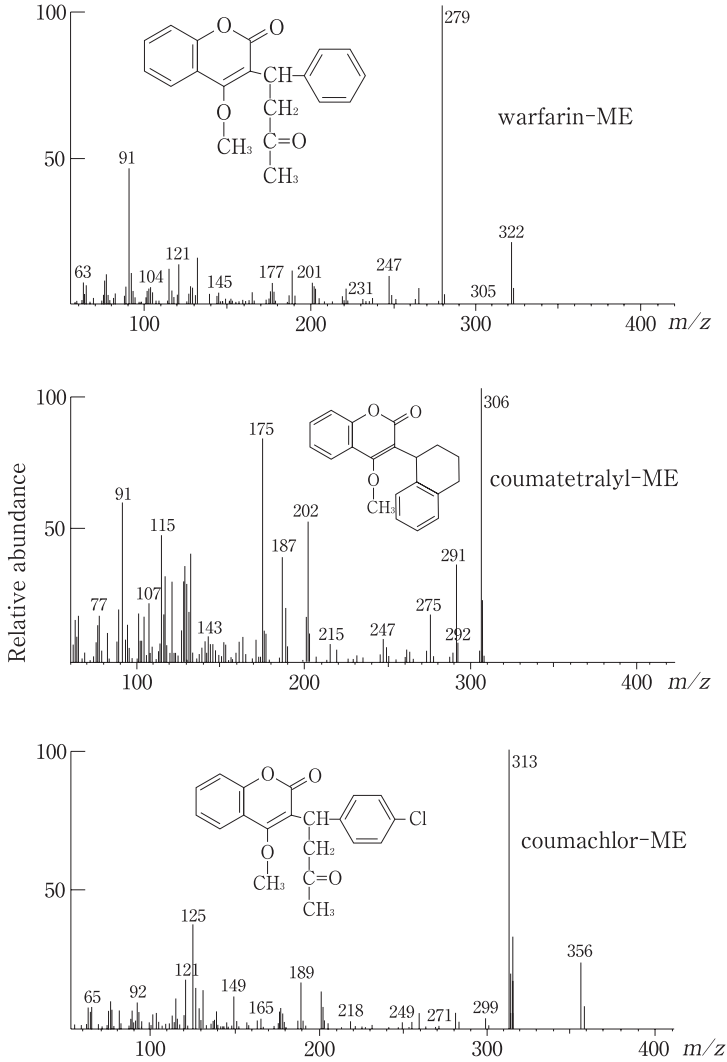 100
279
O
O
CH
CH₂
O
C=O
CH₃
CH₃
warfarin-ME
50
91
322
63
104
121
145
177
201
231
247
305
100
200
300
400
m/z
Relative abundance
100
306
175
O
O
O
CH₃
coumatetralyl-ME
91
115
202
50
187
291
77
107
143
215
247
275
292
100
200
300
400
m/z
100
313
O
O
CH
Cl
CH₂
O
C=O
CH₃
CH₃
coumachlor-ME
50
125
356
65
92
121
149
165
189
218
249
271
299
100
200
300
400
m/z